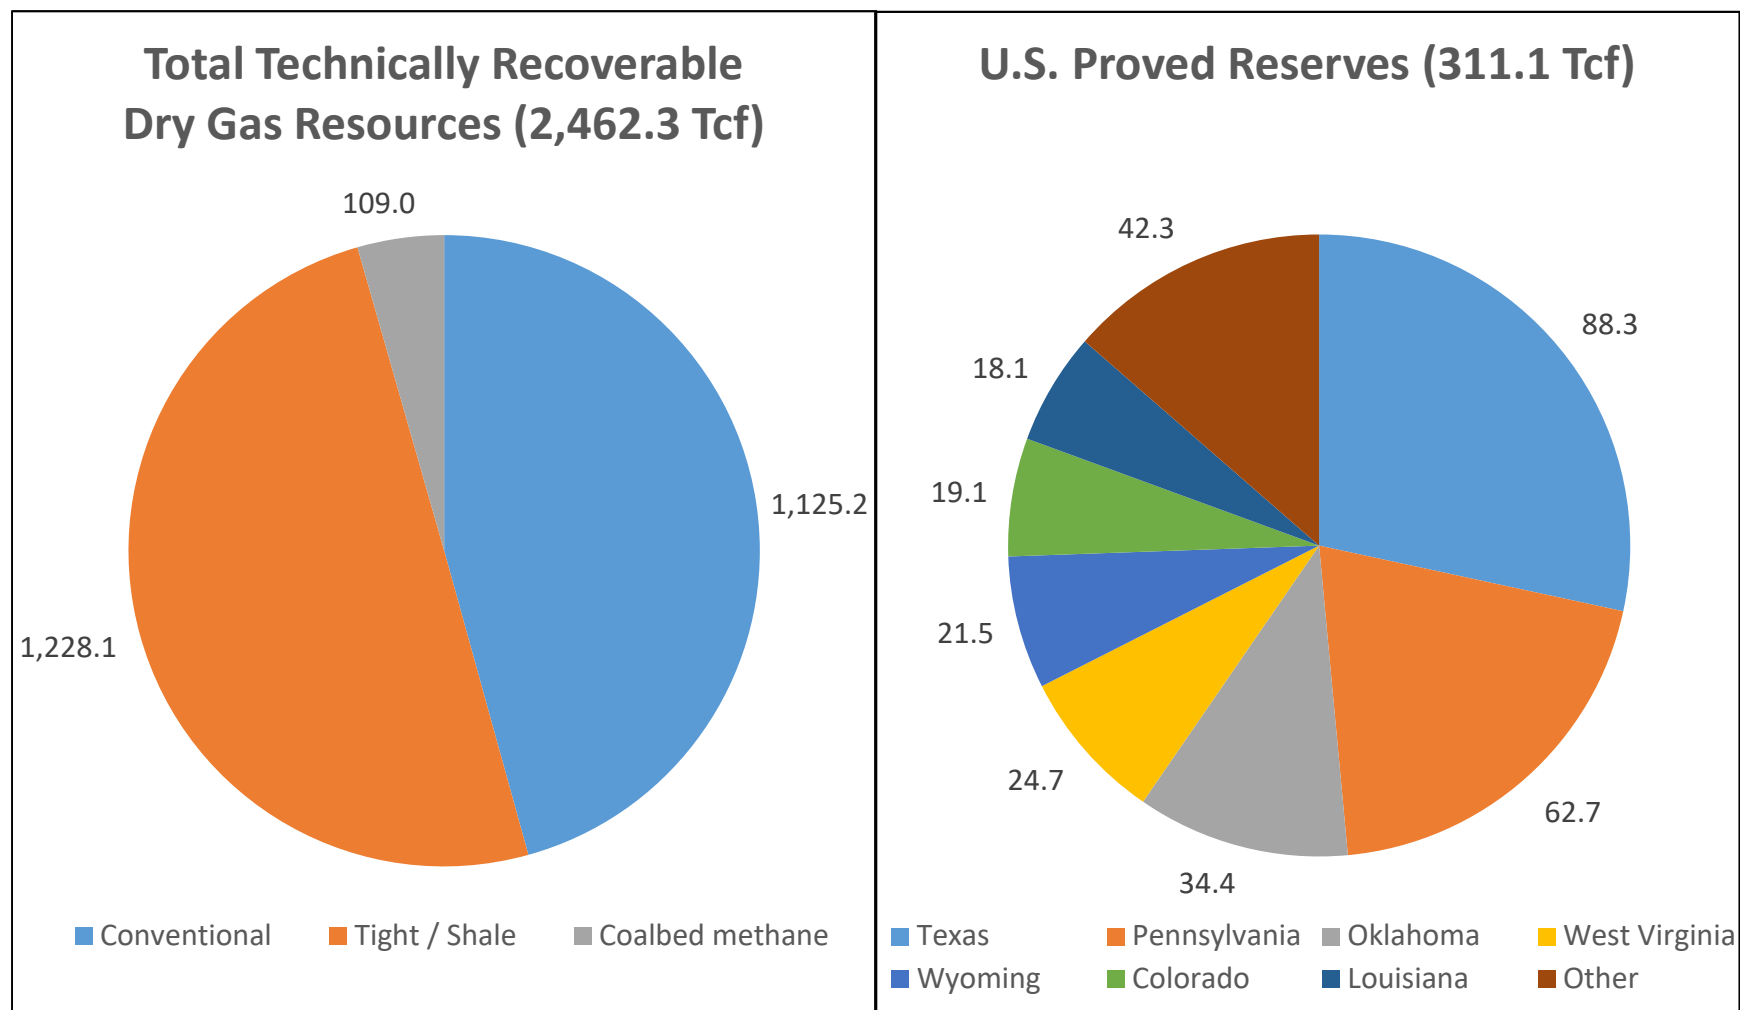 Total Technically Recoverable
Dry Gas Resources (2,462.3 Tcf)
109.0
1,125.2
1,228.1
Conventional
Tight / Shale
Coalbed methane
U.S. Proved Reserves (311.1 Tcf)
42.3
88.3
18.1
19.1
21.5
24.7
62.7
34.4
Texas
Pennsylvania
Oklahoma
West Virginia
Wyoming
Colorado
Louisiana
Other